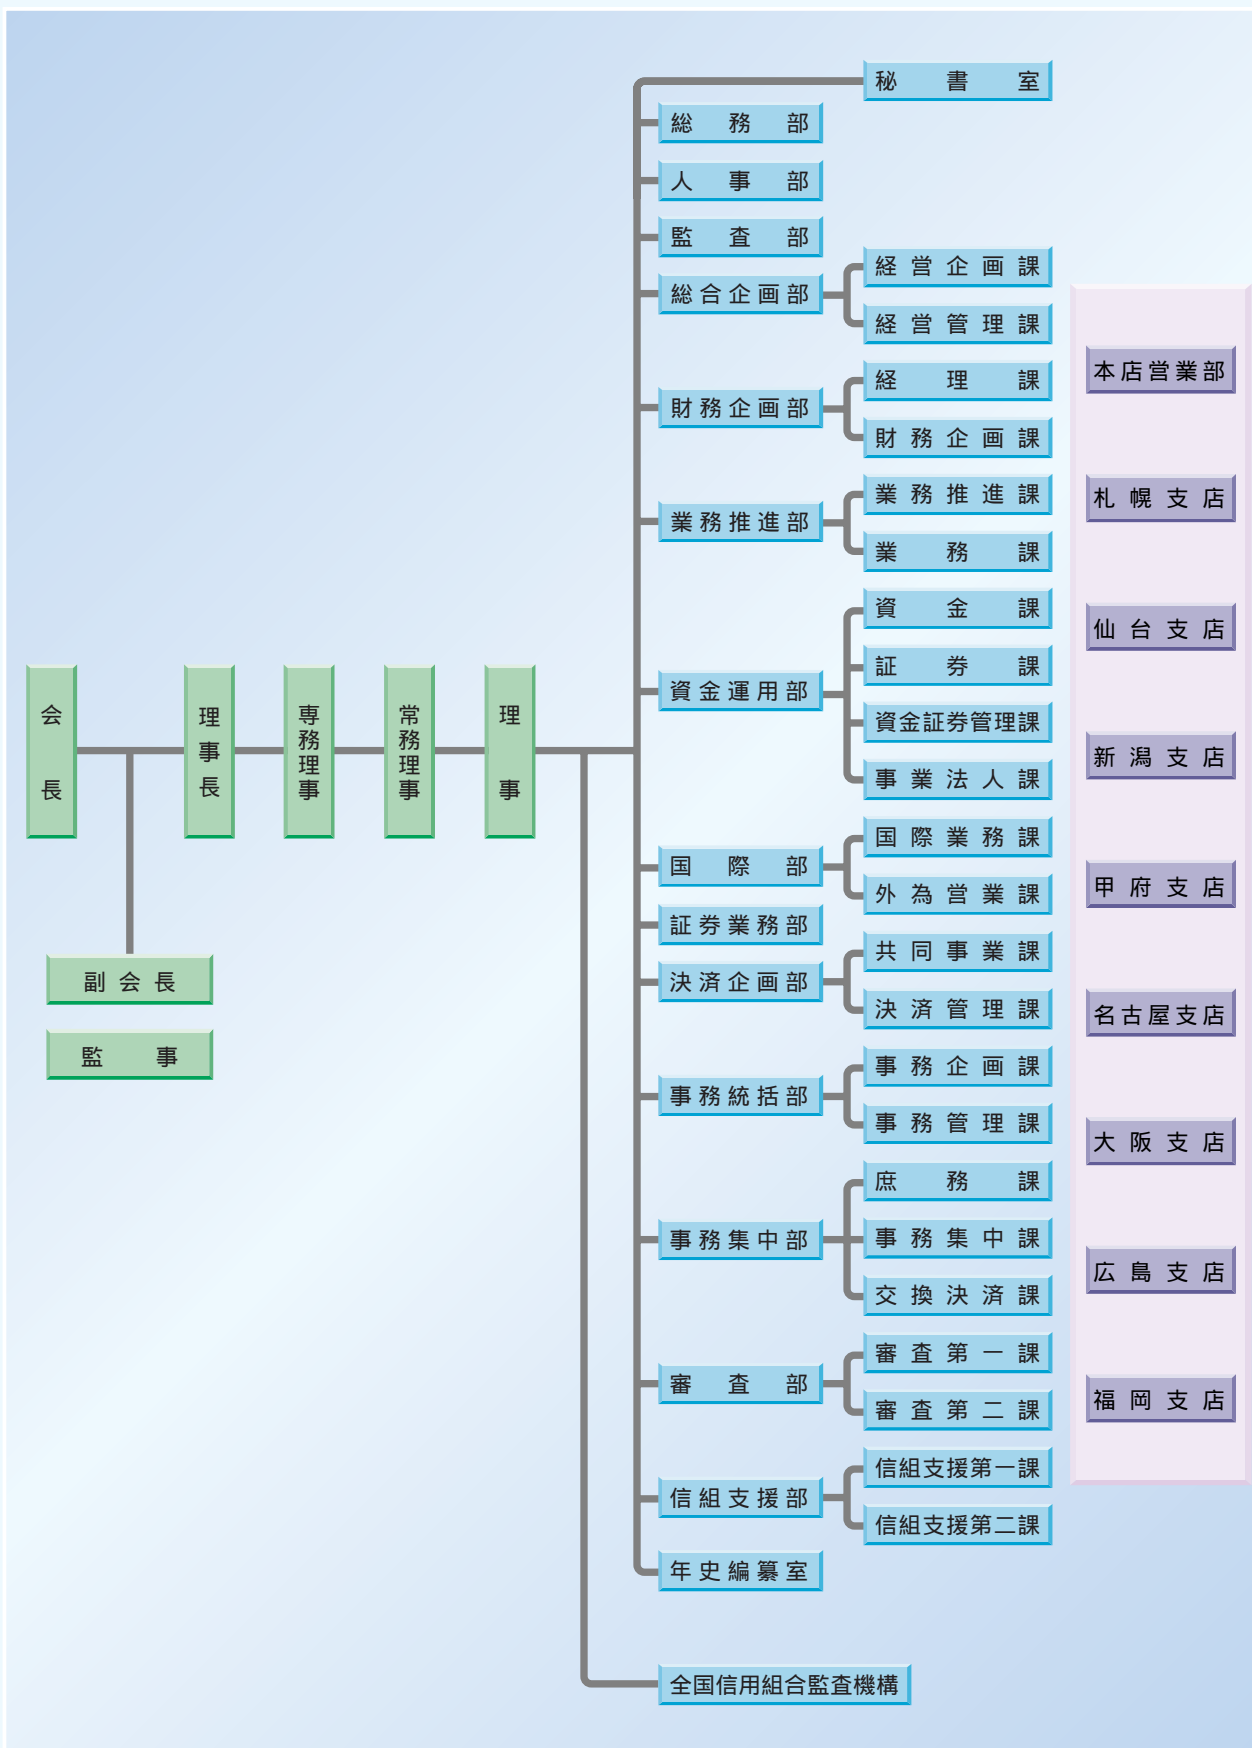 会長
理事長
専務理事
常務理事
理事
副会長
監事
秘書室
総務部
人事部
監査部
総合企画部
経営企画課
経営管理課
財務企画部
経理課
財務企画課
業務推進部
業務推進課
業務課
資金運用部
資金課
証券課
資金証券管理課
事業法人課
国際部
国際業務課
外為営業課
証券業務部
決済企画部
共同事業課
決済管理課
事務統括部
事務企画課
事務管理課
事務集中部
庶務課
事務集中課
交換決済課
審査部
審査第一課
審査第二課
信組支援部
信組支援第一課
信組支援第二課
年史編纂室
全国信用組合監査機構
本店営業部
札幌支店
仙台支店
新潟支店
甲府支店
名古屋支店
大阪支店
広島支店
福岡支店